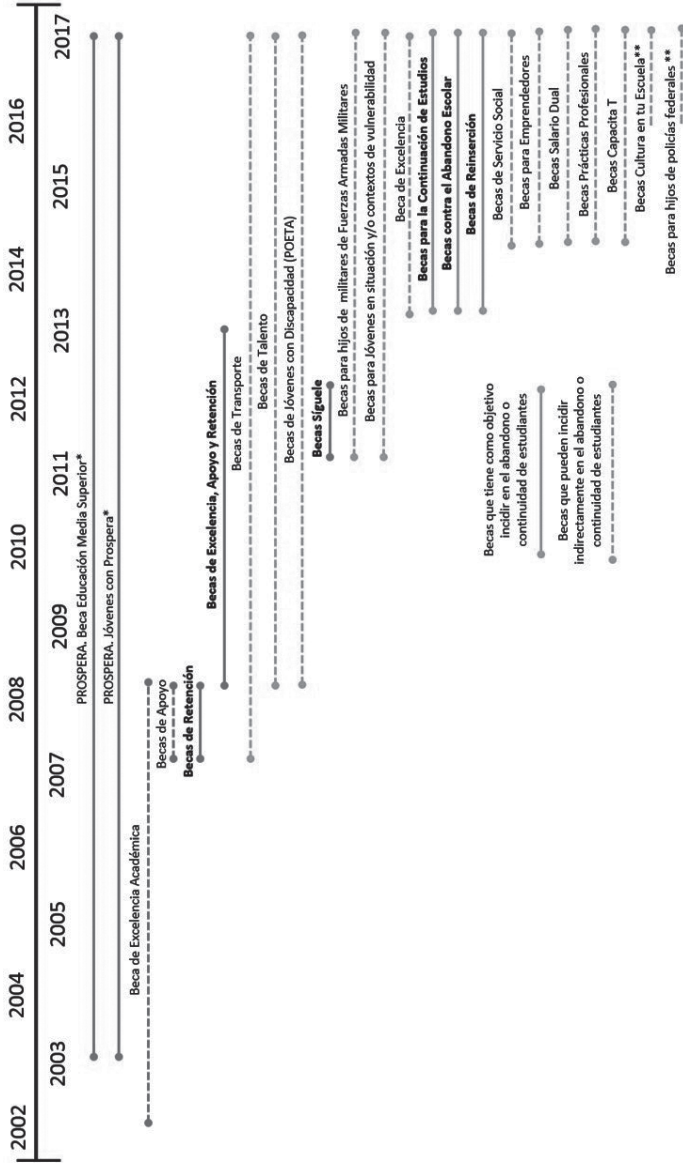 2002
2003
2004
2005
2006
2007
2008
2009
2010
2011
2012
2013
2014
2015
2016
2017
PROSPERA. Beca Educación Media Superior*
PROSPERA. Jóvenes con Prospera*
Beca de Excelencia Académica
Becas de Apoyo
Becas de Retención
Becas de Excelencia, Apoyo y Retención
Becas de Transporte
Becas de Talento
Becas de Jóvenes con Discapacidad (POETA)
Becas Síguele
Becas para hijos de militares de Fuerzas Armadas Militares
Becas para Jóvenes en situación y/o contextos de vulnerabilidad
Beca de Excelencia
Becas para la Continuación de Estudios
Becas contra el Abandono Escolar
Becas de Reinserción
Becas de Servicio Social
Becas para Emprendedores
Becas Salario Dual
Becas Prácticas Profesionales
Becas Capacita T
Becas Cultura en tu Escuela**
Becas para hijos de policías federales **
Becas que tiene como objetivo
incidir en el abandono o
continuidad de estudiantes
Becas que pueden incidir
indirectamente en el abandono o
continuidad de estudiantes